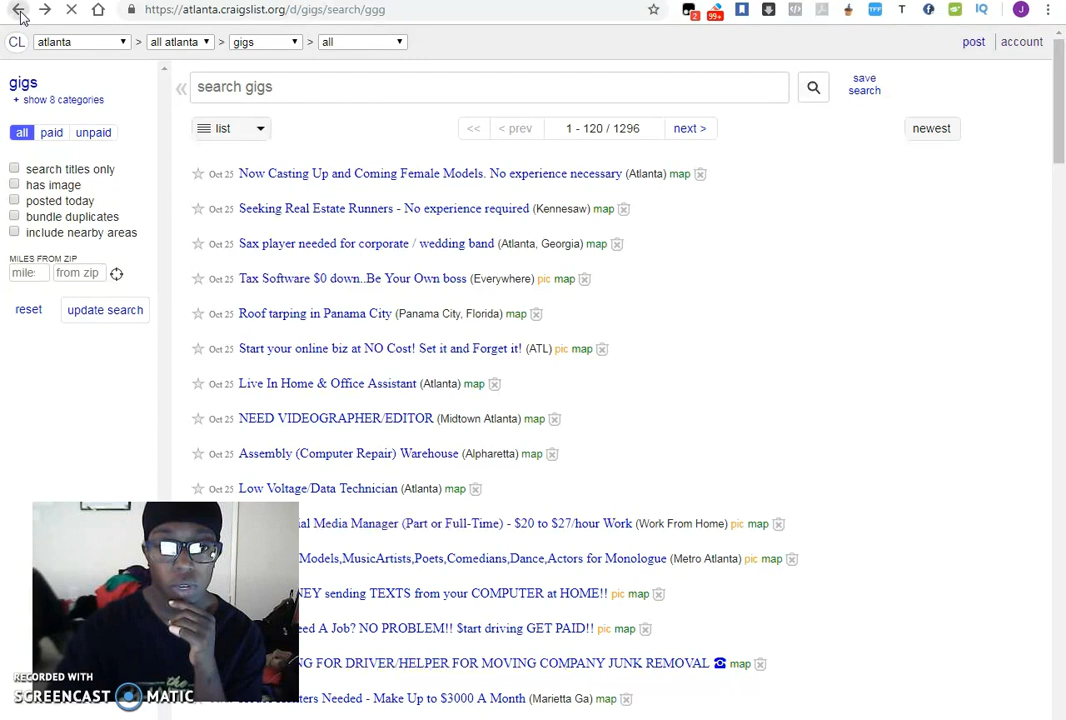 https://atlanta.craigslist.org/d/gigs/search/ggg
2
99+
T
TFF
IQ
J
CL
atlanta > all atlanta > gigs > all
post account
gigs
+ show 8 categories
all paid unpaid
search titles only
has image
posted today
bundle duplicates
include nearby areas
MILES FROM ZIP
mile: from zip
reset update search
« search gigs
save search
list << < prev 1 - 120 / 1296 next > newest
Oct 25 Now Casting Up and Coming Female Models. No experience necessary (Atlanta) map
Oct 25 Seeking Real Estate Runners - No experience required (Kennesaw) map
Oct 25 Sax player needed for corporate / wedding band (Atlanta, Georgia) map
Oct 25 Tax Software $0 down..Be Your Own boss (Everywhere) pic map
Oct 25 Roof tarping in Panama City (Panama City, Florida) map
Oct 25 Start your online biz at NO Cost! Set it and Forget it! (ATL) pic map
Oct 25 Live In Home & Office Assistant (Atlanta) map
Oct 25 NEED VIDEOGRAPHER/EDITOR (Midtown Atlanta) map
Oct 25 Assembly (Computer Repair) Warehouse (Alpharetta) map
Oct 25 Low Voltage/Data Technician (Atlanta) map
ial Media Manager (Part or Full-Time) - $20 to $27/hour Work (Work From Home) pic map
Models,MusicArtists,Poets,Comedians,Dance,Actors for Monologue (Metro Atlanta) pic map
NEY sending TEXTS from your COMPUTER at HOME!! pic map
eed A Job? NO PROBLEM!! $tart driving GET PAID!! pic map
NG FOR DRIVER/HELPER FOR MOVING COMPANY JUNK REMOVAL map
Needed - Make Up to $3000 A Month (Marietta Ga) map
RECORDED WITH
SCREENCAST MATIC